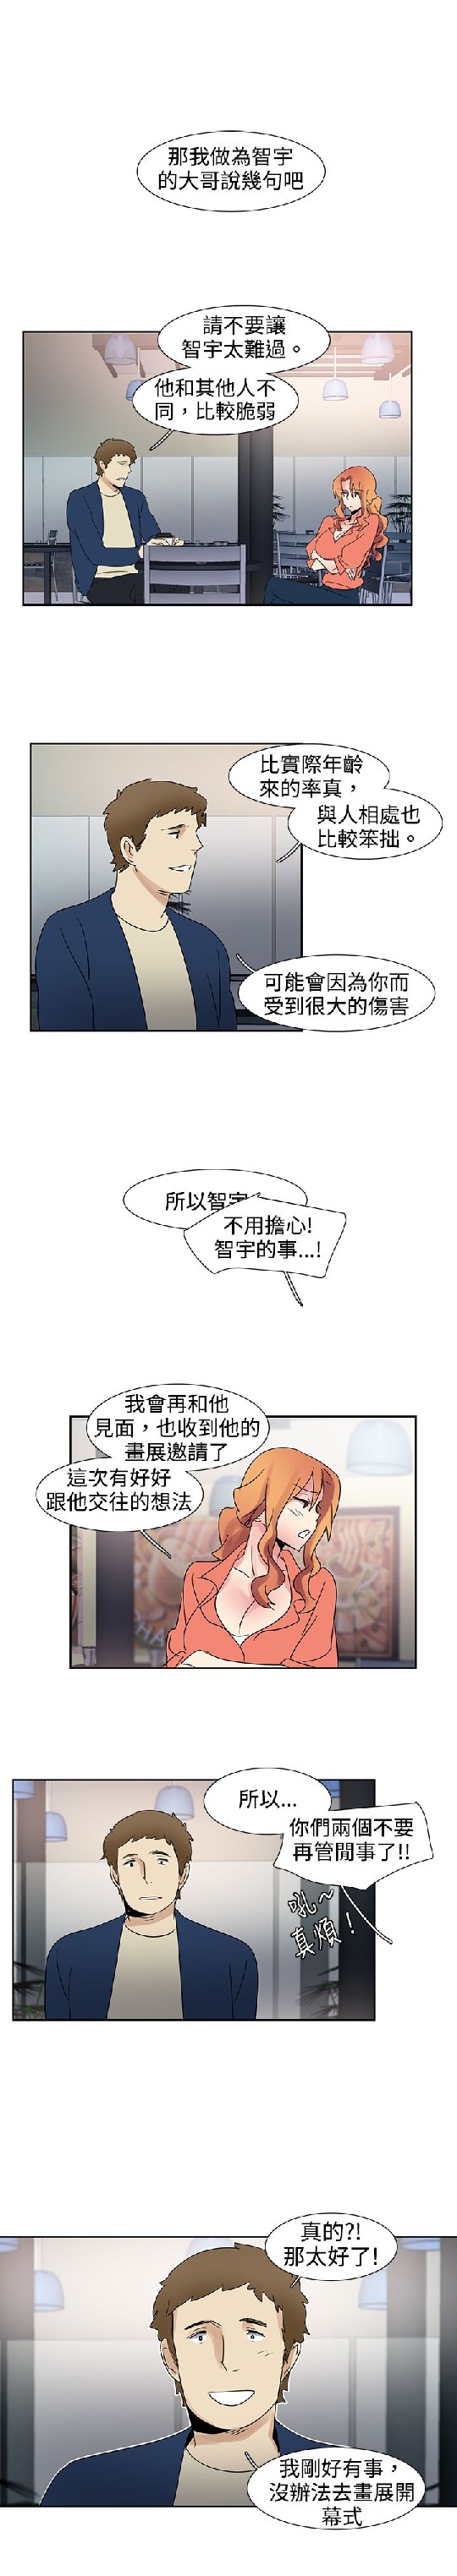 那我做為智宇
的大哥說幾句吧
請不要讓
智宇太難過。
他和其他人不
同，比較脆弱
比實際年齡
來的率真，
與人相處也
比較笨拙。
可能會因為你而
受到很大的傷害
所以智宇
不用擔心!
智宇的事...!
我會再和他
見面，也收到他的
畫展邀請了
這次有好好
跟他交往的想法
所以...
你們兩個不要
再管閒事了!!
吼~
真煩!
真的?!
那太好了!
我剛好有事，
沒辦法去畫展開
幕式